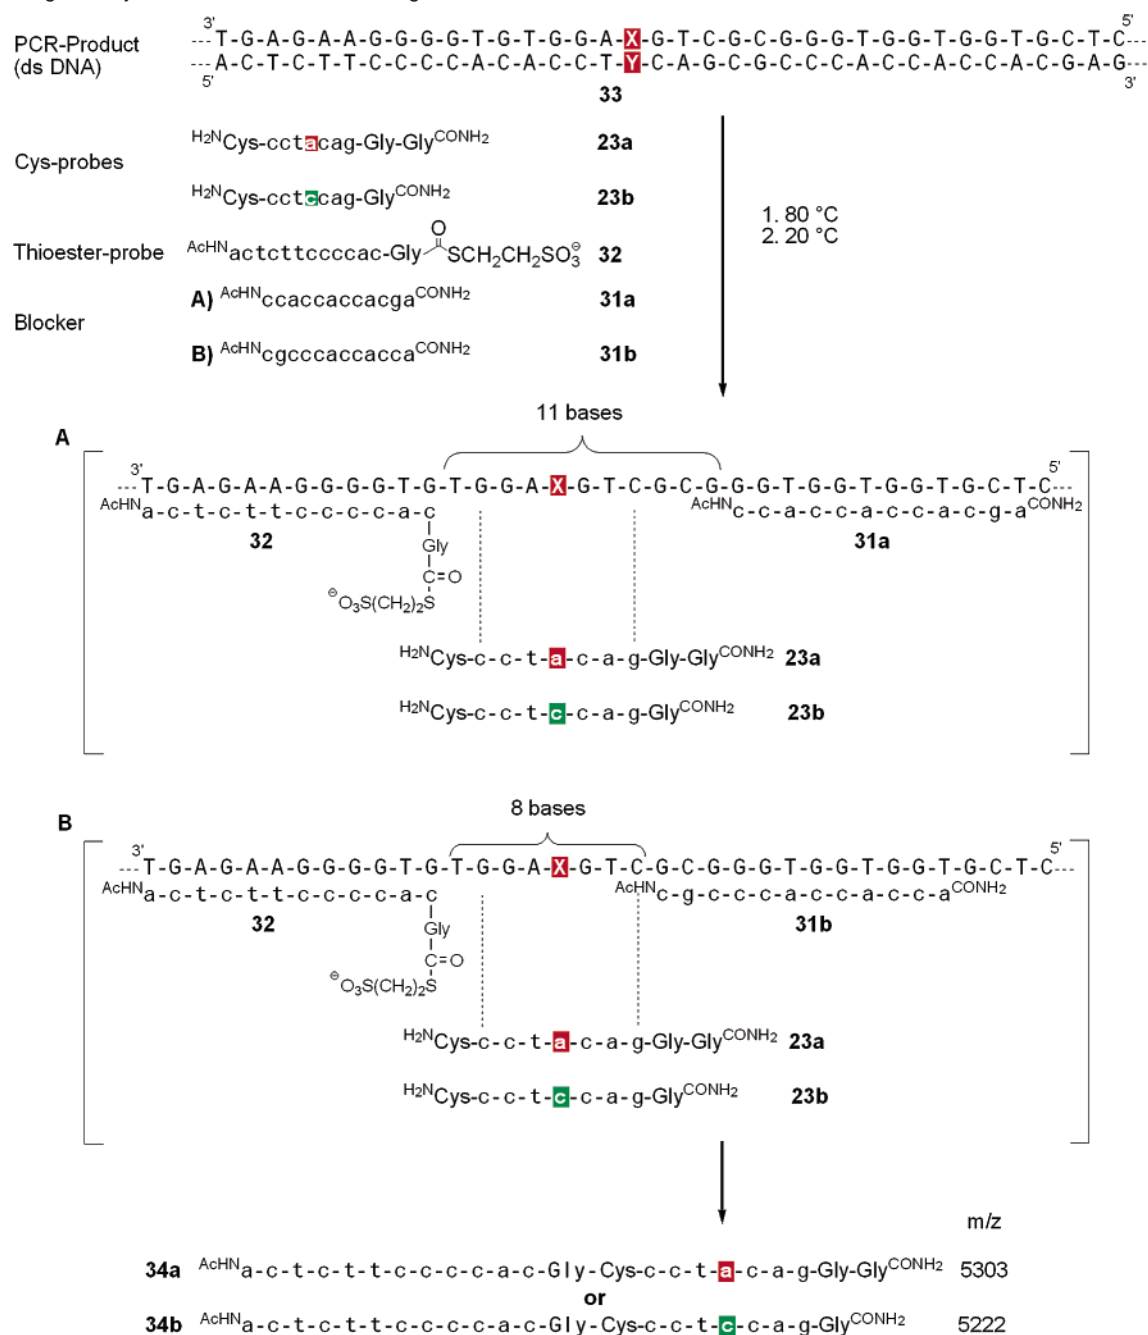 3' 5'
PCR-Product ---T-G-A-G-A-A-G-G-G-G-T-G-T-G-G-A-X-G-T-C-G-C-G-G-G-T-G-G-T-G-G-T-G-C-T-C---
(ds DNA) ---A-C-T-C-T-T-C-C-C-C-A-C-A-C-C-T-Y-C-A-G-C-G-C-C-C-A-C-C-A-C-C-A-C-G-A-G---
5' 3'
33
Cys-probes
H2NCys-cctacag-Gly-GlyCONH2 23a
H2NCys-cctccag-GlyCONH2 23b
1. 80 °C
2. 20 °C
Thioester-probe AcHNactcttccccac-Gly O SCH2CH2SO3⊖ 32
Blocker
A) AcHNccaccaccacgaCONH2 31a
B) AcHNcgcccaccaccaCONH2 31b
A
11 bases
3' 5'
---T-G-A-G-A-A-G-G-G-G-T-G-T-G-G-A-X-G-T-C-G-C-G-G-G-T-G-G-T-G-G-T-G-C-T-C---
AcHNa-c-t-c-t-t-c-c-c-c-a-c AcHNc-c-a-c-c-a-c-c-a-c-g-aCONH2
32 31a
Gly
C=O
⊖O3S(CH2)2S
H2NCys-c-c-t-a-c-a-g-Gly-GlyCONH2 23a
H2NCys-c-c-t-c-c-a-g-GlyCONH2 23b
B
8 bases
3' 5'
---T-G-A-G-A-A-G-G-G-G-T-G-T-G-G-A-X-G-T-C-G-C-G-G-G-T-G-G-T-G-G-T-G-C-T-C---
AcHNa-c-t-c-t-t-c-c-c-c-a-c AcHNc-g-c-c-c-a-c-c-a-c-c-aCONH2
32 31b
Gly
C=O
⊖O3S(CH2)2S
H2NCys-c-c-t-a-c-a-g-Gly-GlyCONH2 23a
H2NCys-c-c-t-c-c-a-g-GlyCONH2 23b
m/z
34a AcHNa-c-t-c-t-t-c-c-c-c-a-c-Gly-Cys-c-c-t-a-c-a-g-Gly-GlyCONH2 5303
or
34b AcHNa-c-t-c-t-t-c-c-c-c-a-c-Gly-Cys-c-c-t-c-c-a-g-GlyCONH2 5222